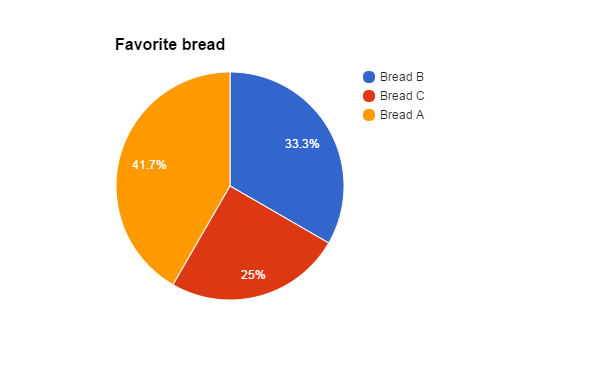 Favorite bread
Bread B
Bread C
Bread A
33.3%
41.7%
25%